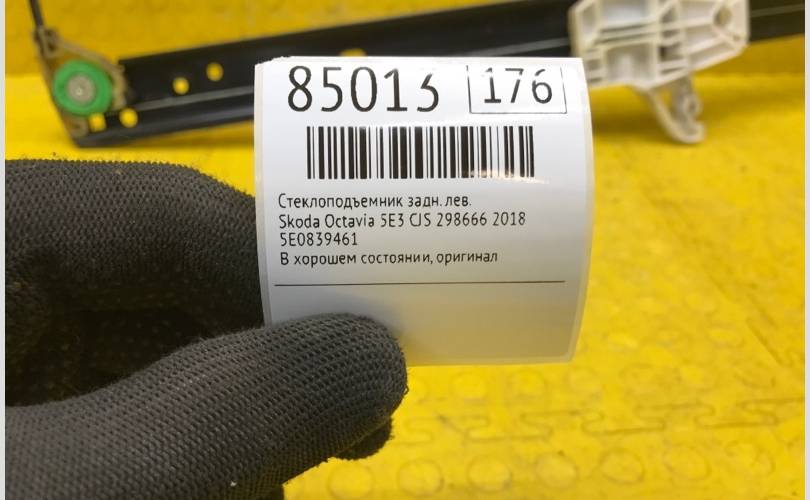 85013 176
Стеклоподъемник задн. лев.
Skoda Octavia 5E3 CJS 298666 2018
5E0839461
В хорошем состоянии, оригинал